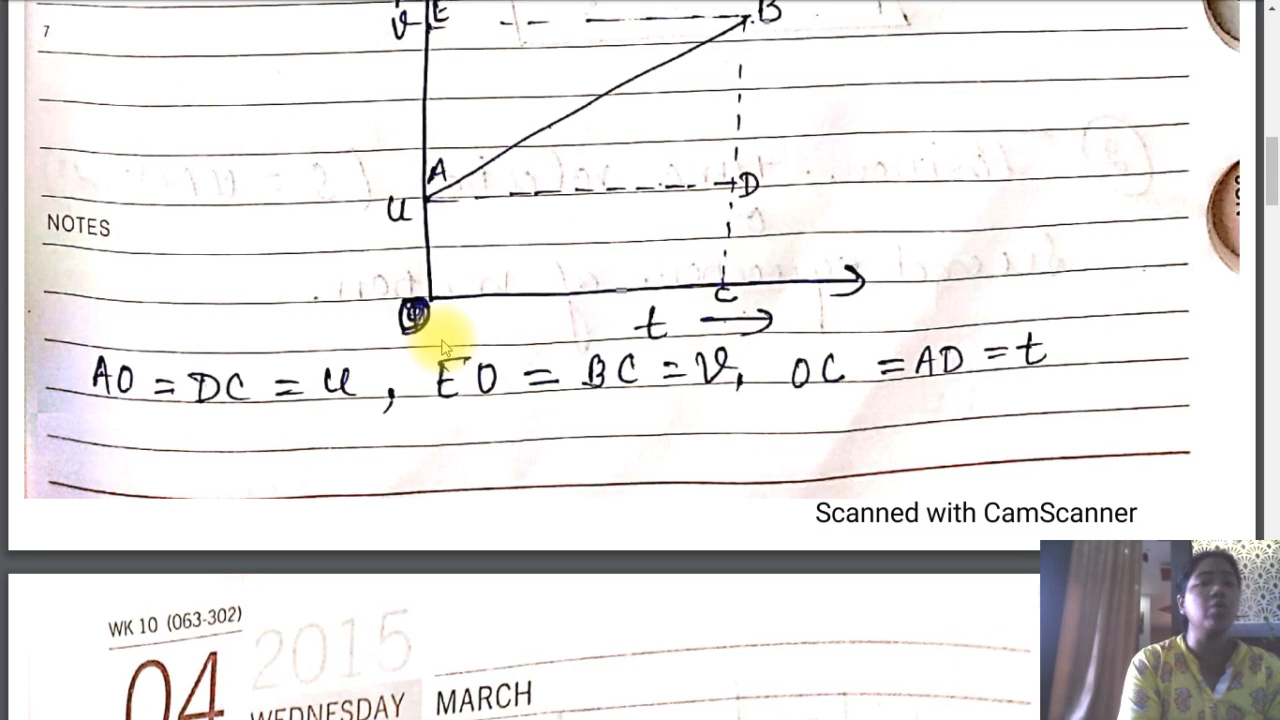 7
v E B
A
D
u
NOTES
C
O
t
AO = DC = u , EO = BC = v, OC = AD = t
Scanned with CamScanner
WK 10 (063-302)
2015
04
WEDNESDAY MARCH